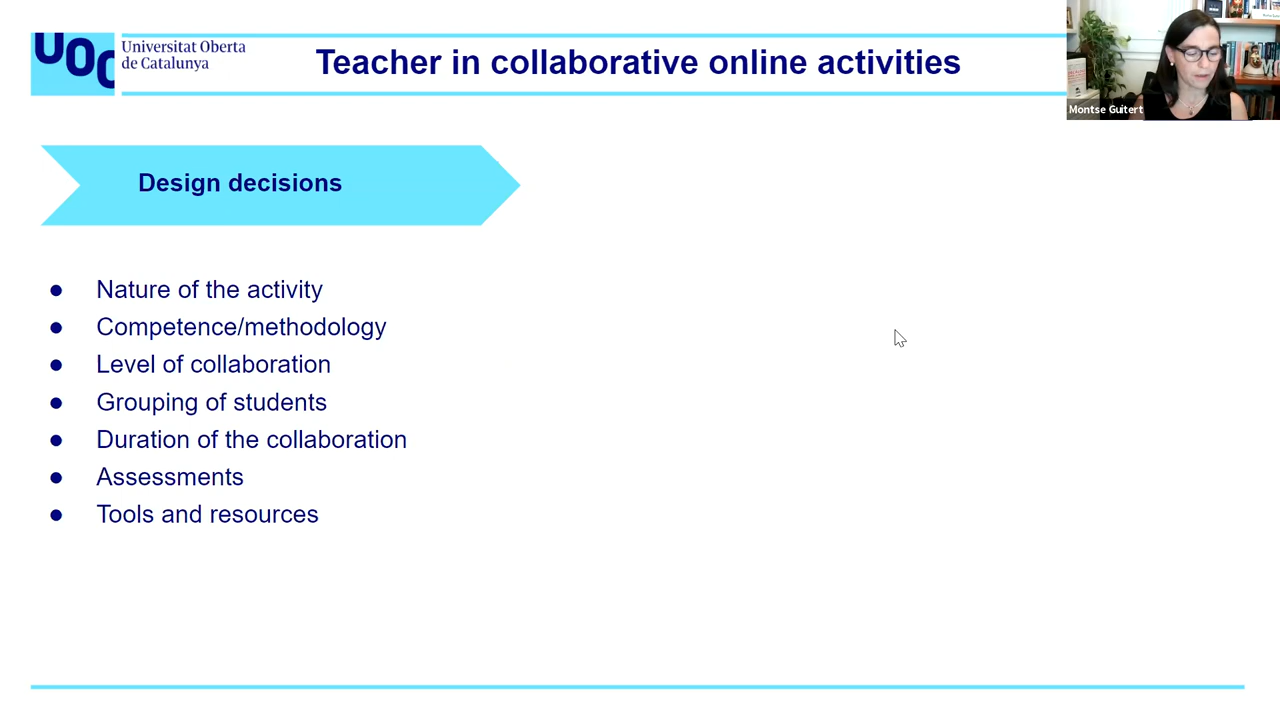 UOC
Universitat Oberta
de Catalunya
Teacher in collaborative online activities
Montse Guitert
Design decisions
● Nature of the activity
● Competence/methodology
● Level of collaboration
● Grouping of students
● Duration of the collaboration
● Assessments
● Tools and resources